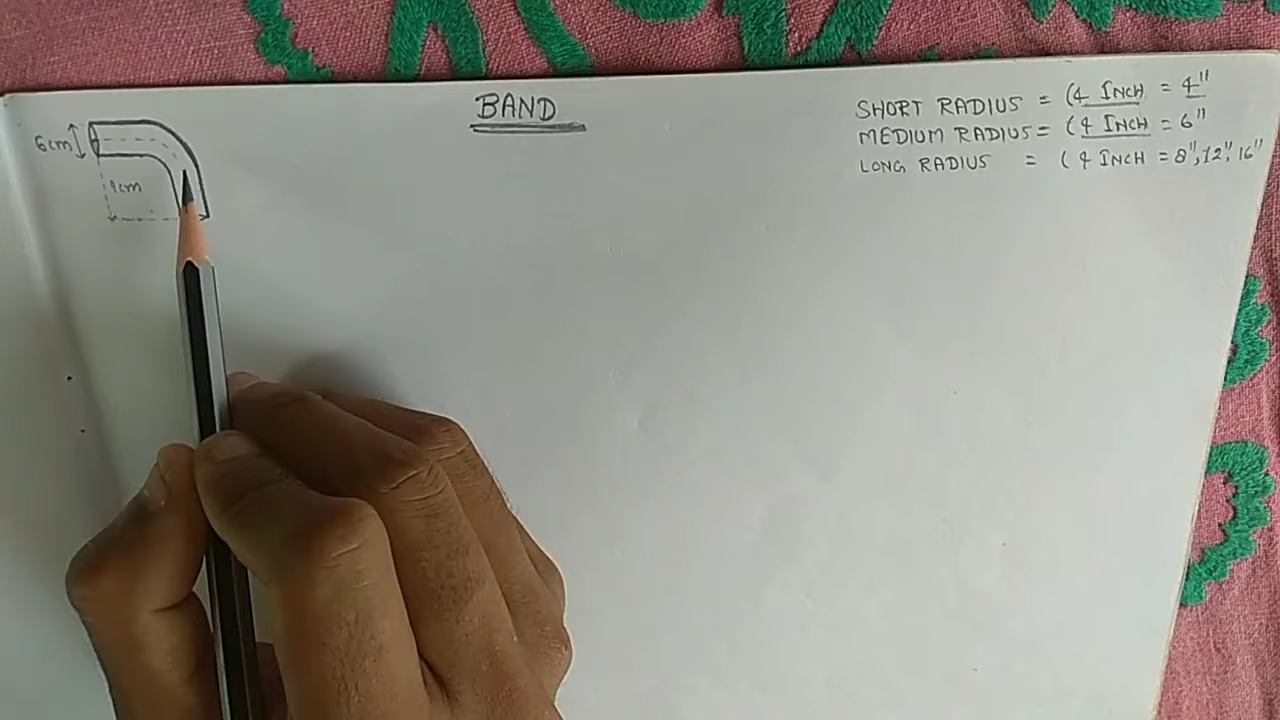 BAND
SHORT RADIUS = (4 INCH = 4"
MEDIUM RADIUS = (4 INCH = 6"
LONG RADIUS = (4 INCH = 8", 12", 16"
6cm
9cm